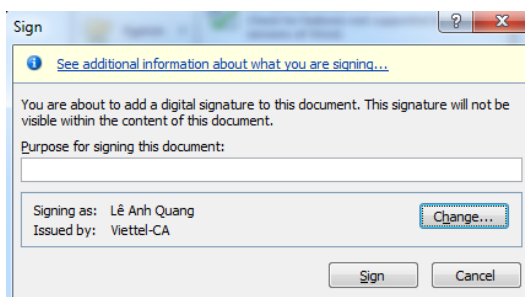 Sign
See additional information about what you are signing...
You are about to add a digital signature to this document. This signature will not be
visible within the content of this document.
Purpose for signing this document:
Signing as: Lê Anh Quang
Change...
Issued by: Viettel-CA
Sign
Cancel